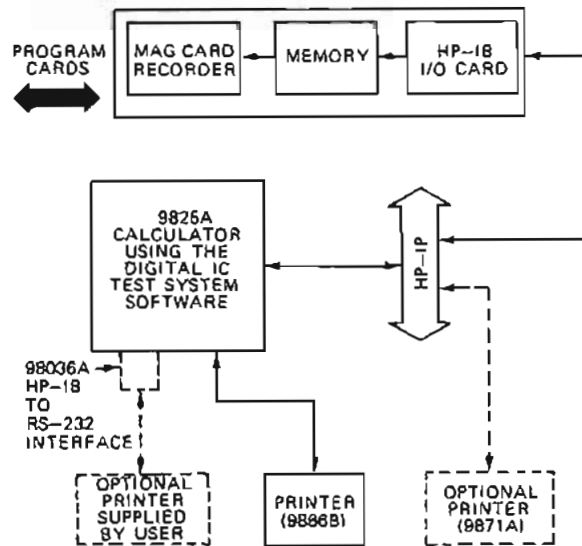 PROGRAM
CARDS
MAG CARD
RECORDER
MEMORY
HP-IB
I/O CARD
9825A
CALCULATOR
USING THE
DIGITAL IC
TEST SYSTEM
SOFTWARE
HP-IP
98036A
HP-1B
TO
RS-232
INTERFACE
OPTIONAL
PRINTER
SUPPLIED
BY USER
PRINTER
(9866B)
OPTIONAL
PRINTER
(9871A)